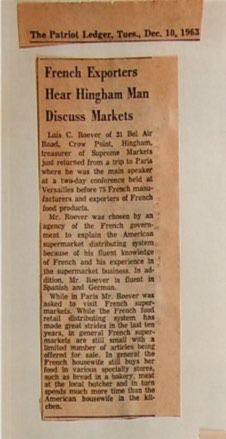 The Patriot Ledger, Tues., Dec. 10, 1963
French Exporters
Hear Hingham Man
Discuss Markets
Luis C. Roever of 21 Bel Air
Road, Crow Point, Hingham,
treasurer of Supreme Markets
just returned from a trip to Paris
where he was the main speaker
at a two-day conference held at
Versailles before 75 French manu-
facturers and exporters of French
food products.
Mr. Roever was chosen by an
agency of the French govern-
ment to explain the American
supermarket distributing system
because of his fluent knowledge
of French and his experience in
the supermarket business. In ad-
dition, Mr. Roever is fluent in
Spanish and German.
While in Paris Mr. Roever was
asked to visit French super-
markets. While the French food
retail distributing system has
made great strides in the last ten
years, in general French super-
markets are still small with a
limited number of articles being
offered for sale. In general the
French housewife still buys her
food in various specialty stores,
such as bread in a bakery, meat
at the local butcher and in turn
spends much more time than the
American housewife in the kit-
chen.